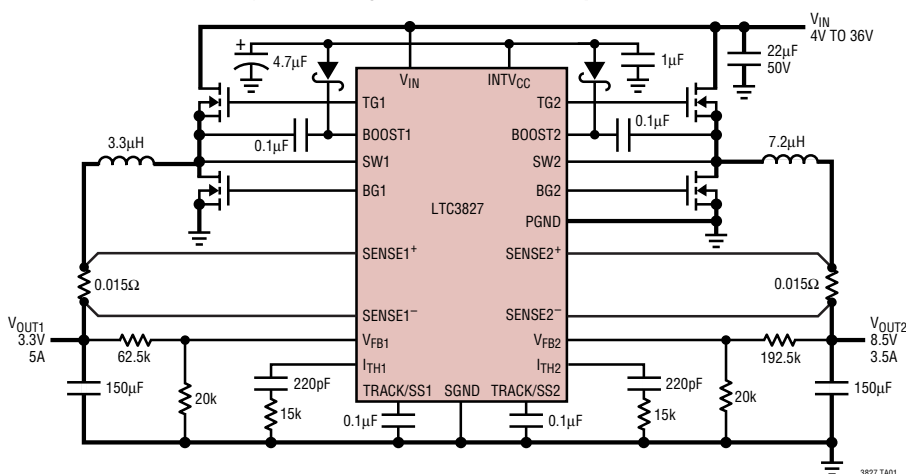 VIN
4V TO 36V
+
4.7µF
1µF
22µF
50V
VIN
INTVCC
TG1
TG2
0.1µF
BOOST1
BOOST2
0.1µF
3.3µH
7.2µH
SW1
SW2
BG1
BG2
LTC3827
PGND
SENSE1+
SENSE2+
0.015Ω
0.015Ω
SENSE1–
SENSE2–
VOUT1
3.3V
5A
VOUT2
8.5V
3.5A
62.5k
VFB1
VFB2
192.5k
ITH1
ITH2
150µF
20k
220pF
15k
TRACK/SS1
SGND
TRACK/SS2
220pF
15k
20k
150µF
0.1µF
0.1µF
3827 TA01